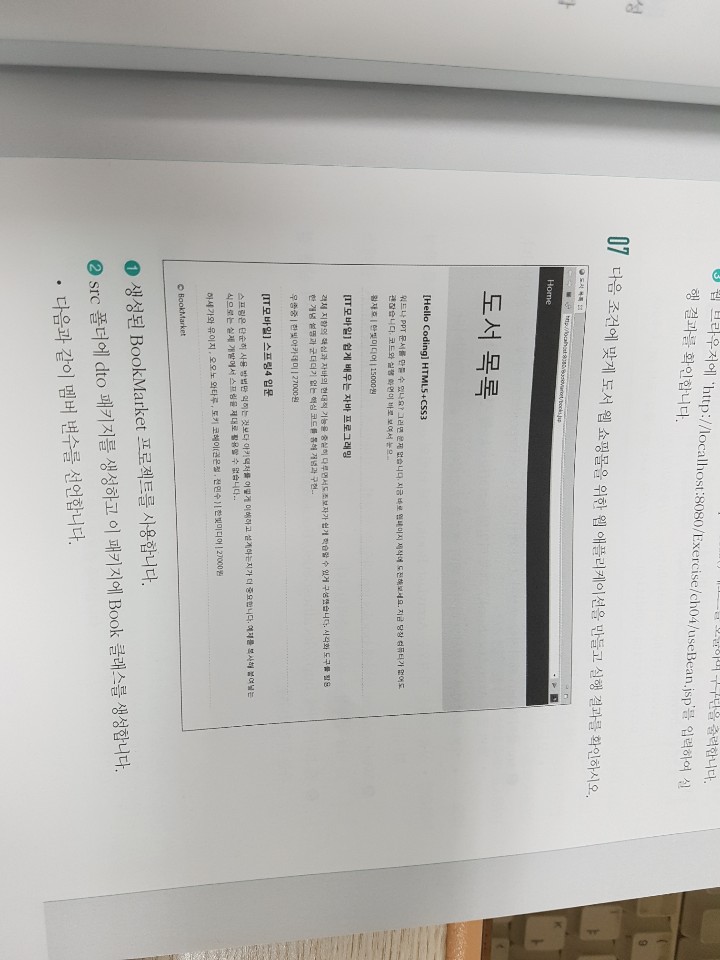 성
구구단을 출력합니다.
③ 웹 브라우저에 ‘http://localhost:8080/Exercise/ch04/useBean.jsp’를 입력하여 실
행 결과를 확인합니다.
07 다음 조건에 맞게 도서 웹 쇼핑몰을 위한 웹 애플리케이션을 만들고 실행 결과를 확인하시오.
도서 목록
http://localhost:8080/BookMarket/books.jsp
Home
도서 목록
[Hello Coding] HTML5+CSS3
워드나 PPT 문서를 만들 수 있나요? 그러면 문제 없습니다. 지금 바로 웹페이지 제작에 도전해보세요. 지금 당장 컴퓨터가 없어도
괜찮습니다. 코드와 실행 화면이 바로 보여서 눈으...
황재호 | 한빛미디어 | 15000원
[IT모바일] 쉽게 배우는 자바 프로그래밍
객체 지향의 핵심과 자바의 현대적 기능을 충실히 다루면서도초보자가 쉽게 학습할 수 있게 구성했습니다. 시각화 도구를 활용
한 개념 설명과 군더더기 없는 핵심 코드를 통해 개념과 구현...
우종중 | 한빛아카데미 | 27000원
[IT모바일] 스프링4 입문
스프링은 단순히 사용 방법만 익히는 것보다 아키텍처를 어떻게 이해하고 설계하는지가 더 중요합니다. 예제를 복사해 붙여넣는
식으로는 실제 개발에서 스프링을 제대로 활용할 수 없습니다...
하세가와 유이치, 오오노 와타루, 토키 코헤이(권은철, 전민수) | 한빛미디어 | 27000원
© BookMarket
① 생성된 BookMarket 프로젝트를 사용합니다.
② src 폴더에 dto 패키지를 생성하고 이 패키지에 Book 클래스를 생성합니다.
• 다음과 같이 멤버 변수를 선언합니다.